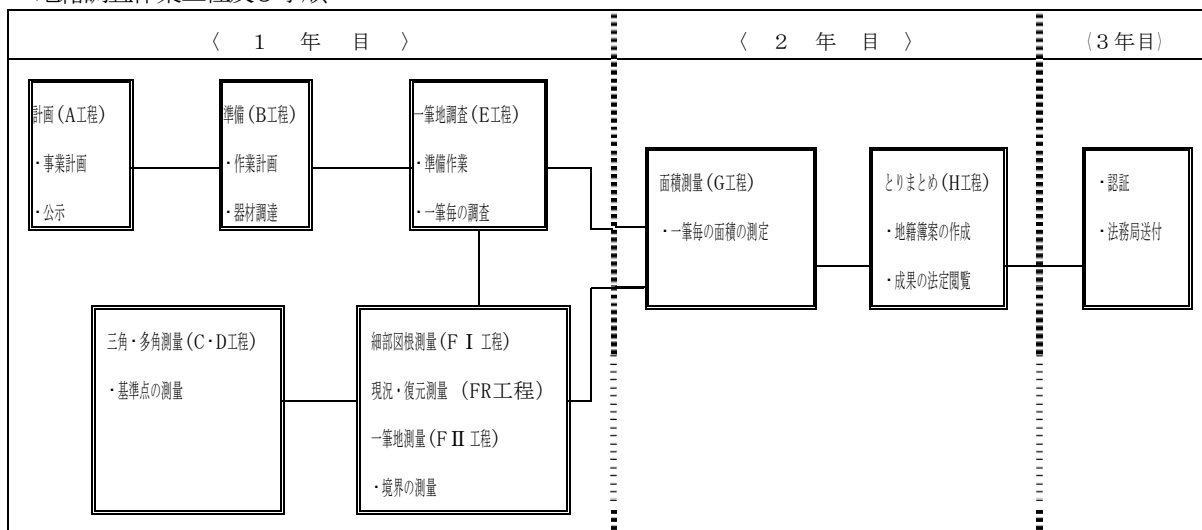 〈 1 年 目 〉
〈 2 年 目 〉
(3年目)
計画(A工程)
・事業計画
・公示
準備(B工程)
・作業計画
・器材調達
一筆地調査(E工程)
・準備作業
・一筆毎の調査
三角・多角測量(C・D工程)
・基準点の測量
細部図根測量(FⅠ工程)
現況・復元測量 (FR工程)
一筆地測量(FⅡ工程)
・境界の測量
面積測量(G工程)
・一筆毎の面積の測定
とりまとめ(H工程)
・地籍簿案の作成
・成果の法定閲覧
・認証
・法務局送付